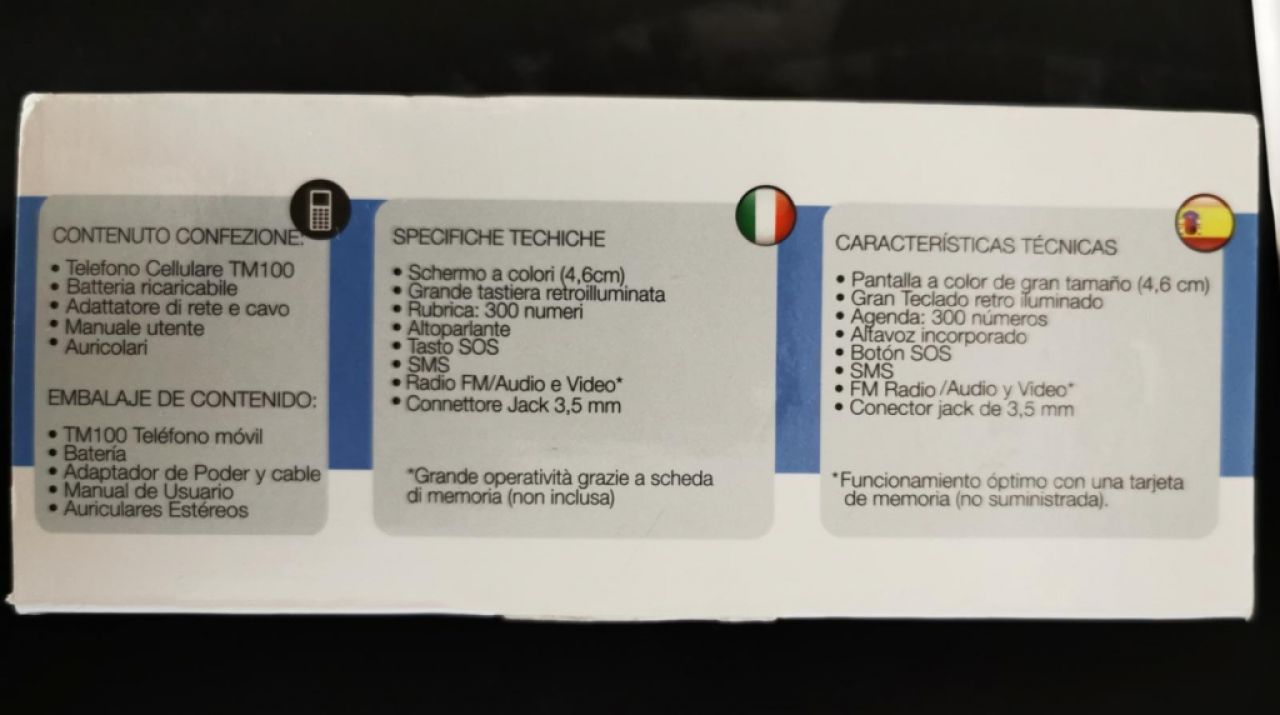 CONTENUTO CONFEZIONE:
• Telefono Cellulare TM100
• Batteria ricaricabile
• Adattatore di rete e cavo
• Manuale utente
• Auricolari
EMBALAJE DE CONTENIDO:
• TM100 Teléfono móvil
• Batería
• Adaptador de Poder y cable
• Manual de Usuario
• Auriculares Estéreos
SPECIFICHE TECHICHE
• Schermo a colori (4,6cm)
• Grande tastiera retroilluminata
• Rubrica: 300 numeri
• Altoparlante
• Tasto SOS
• SMS
• Radio FM/Audio e Video*
• Connettore Jack 3,5 mm
*Grande operatività grazie a scheda
di memoria (non inclusa)
CARACTERÍSTICAS TÉCNICAS
• Pantalla a color de gran tamaño (4,6 cm)
• Gran Teclado retro iluminado
• Agenda: 300 números
• Altavoz incorporado
• Botón SOS
• SMS
• FM Radio /Audio y Video*
• Conector jack de 3,5 mm
*Funcionamiento óptimo con una tarjeta
de memoria (no suministrada).